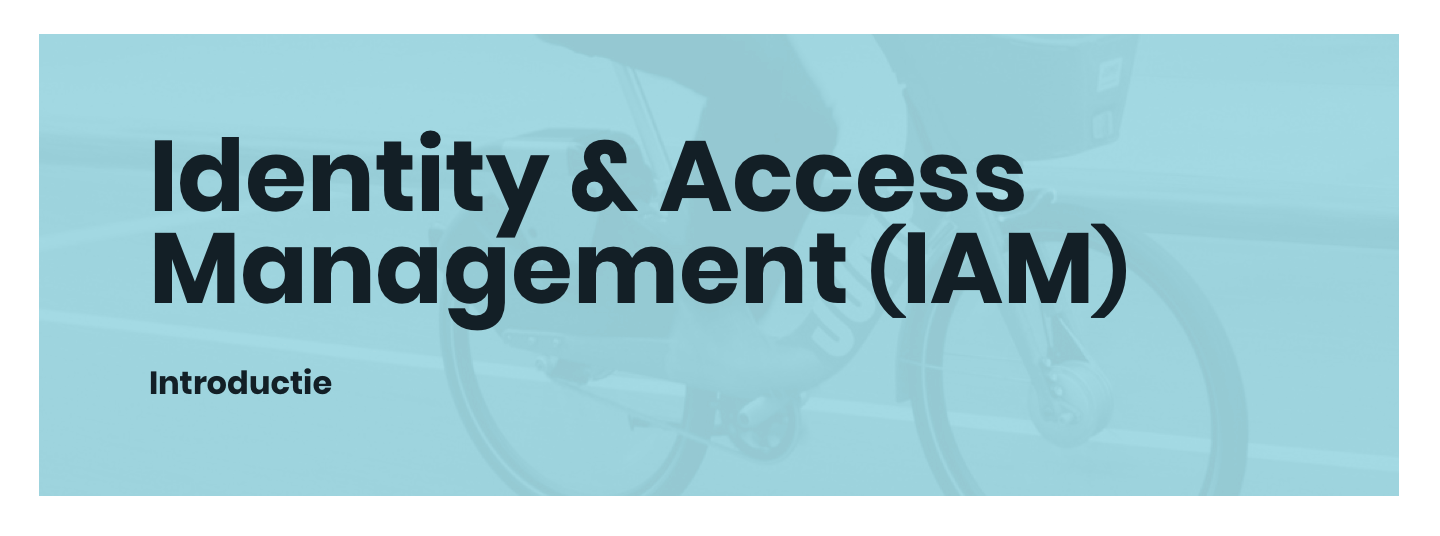 Identity & Access
Management (IAM)
Introductie